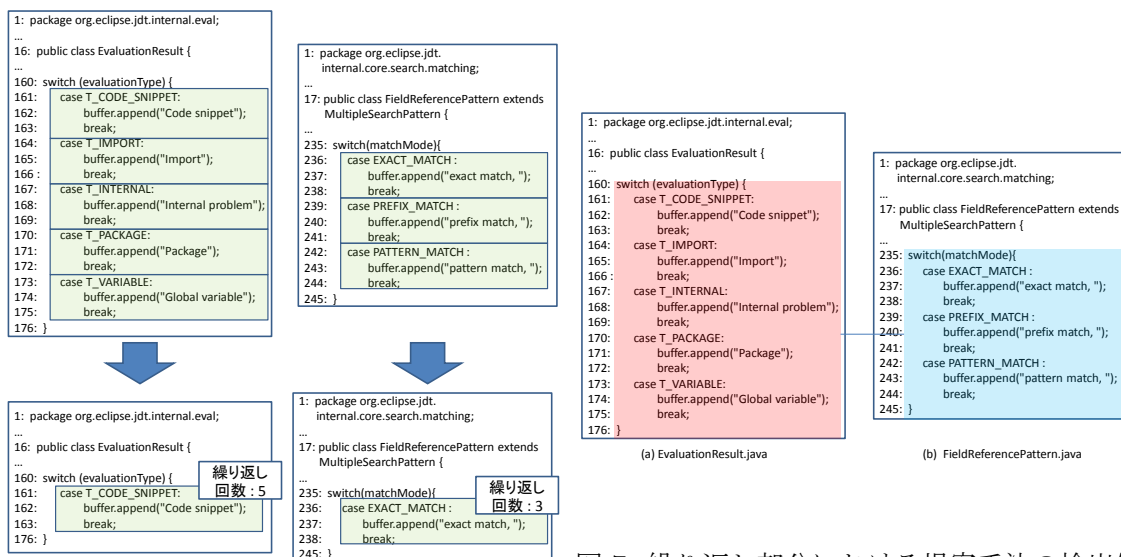 1: package org.eclipse.jdt.internal.eval;
...
16: public class EvaluationResult {
...
160: switch (evaluationType) {
161: case T_CODE_SNIPPET:
162: buffer.append("Code snippet");
163: break;
164: case T_IMPORT:
165: buffer.append("Import");
166 : break;
167: case T_INTERNAL:
168: buffer.append("Internal problem");
169: break;
170: case T_PACKAGE:
171: buffer.append("Package");
172: break;
173: case T_VARIABLE:
174: buffer.append("Global variable");
175: break;
176: }
1: package org.eclipse.jdt.
internal.core.search.matching;
...
17: public class FieldReferencePattern extends
MultipleSearchPattern {
...
235: switch(matchMode){
236: case EXACT_MATCH :
237: buffer.append("exact match, ");
238: break;
239: case PREFIX_MATCH :
240: buffer.append("prefix match, ");
241: break;
242: case PATTERN_MATCH :
243: buffer.append("pattern match, ");
244: break;
245: }
1: package org.eclipse.jdt.internal.eval;
...
16: public class EvaluationResult {
...
160: switch (evaluationType) {
161: case T_CODE_SNIPPET:
162: buffer.append("Code snippet");
163: break;
176: }
繰り返し
回数 : 5
1: package org.eclipse.jdt.
internal.core.search.matching;
...
17: public class FieldReferencePattern extends
MultipleSearchPattern {
...
235: switch(matchMode){
236: case EXACT_MATCH :
237: buffer.append("exact match, ");
238: break;
245: }
繰り返し
回数 : 3
1: package org.eclipse.jdt.internal.eval;
...
16: public class EvaluationResult {
...
160: switch (evaluationType) {
161: case T_CODE_SNIPPET:
162: buffer.append("Code snippet");
163: break;
164: case T_IMPORT:
165: buffer.append("Import");
166 : break;
167: case T_INTERNAL:
168: buffer.append("Internal problem");
169: break;
170: case T_PACKAGE:
171: buffer.append("Package");
172: break;
173: case T_VARIABLE:
174: buffer.append("Global variable");
175: break;
176: }
(a) EvaluationResult.java
1: package org.eclipse.jdt.
internal.core.search.matching;
...
17: public class FieldReferencePattern extends
MultipleSearchPattern {
...
235: switch(matchMode){
236: case EXACT_MATCH :
237: buffer.append("exact match, ");
238: break;
239: case PREFIX_MATCH :
240: buffer.append("prefix match, ");
241: break;
242: case PATTERN_MATCH :
243: buffer.append("pattern match, ");
244: break;
245: }
(b) FieldReferencePattern.java